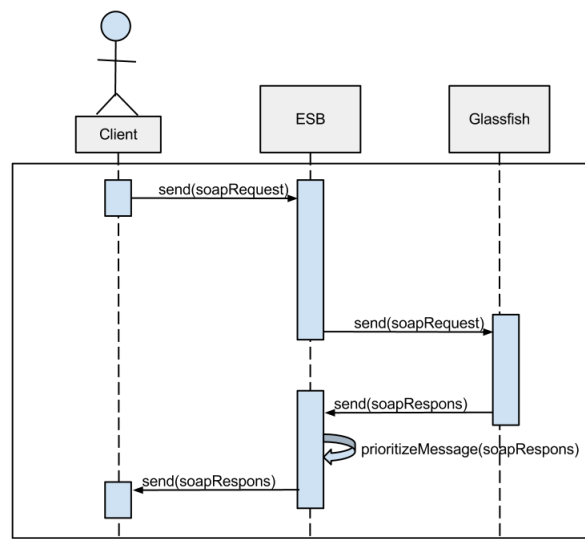 Client
ESB
Glassfish
send(soapRequest)
send(soapRequest)
send(soapRespons)
prioritizeMessage(soapRespons)
send(soapRespons)